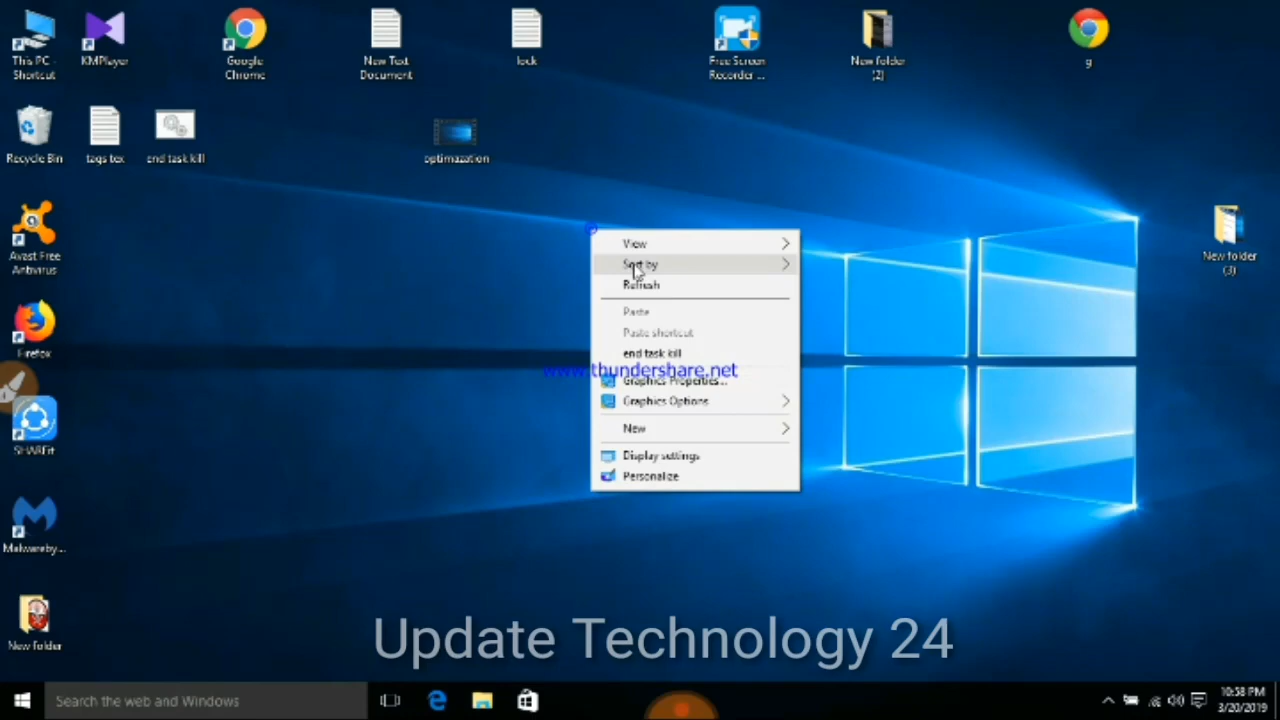 This PC -
Shortcut
KMPlayer
Google
Chrome
New Text
Document
lock
Free Screen
Recorder ...
New folder
(2)
g
Recycle Bin
tags tex
end task kill
optimazation
Avast Free
Antivirus
New folder
(3)
Firefox
SHAREit
Malwareby...
New folder
View
Sort by
Refresh
Paste
Paste shortcut
end task kill
www.thundershare.net
Graphics Properties...
Graphics Options
New
Display settings
Personalize
Update Technology 24
Search the web and Windows
10:58 PM
3/20/2019